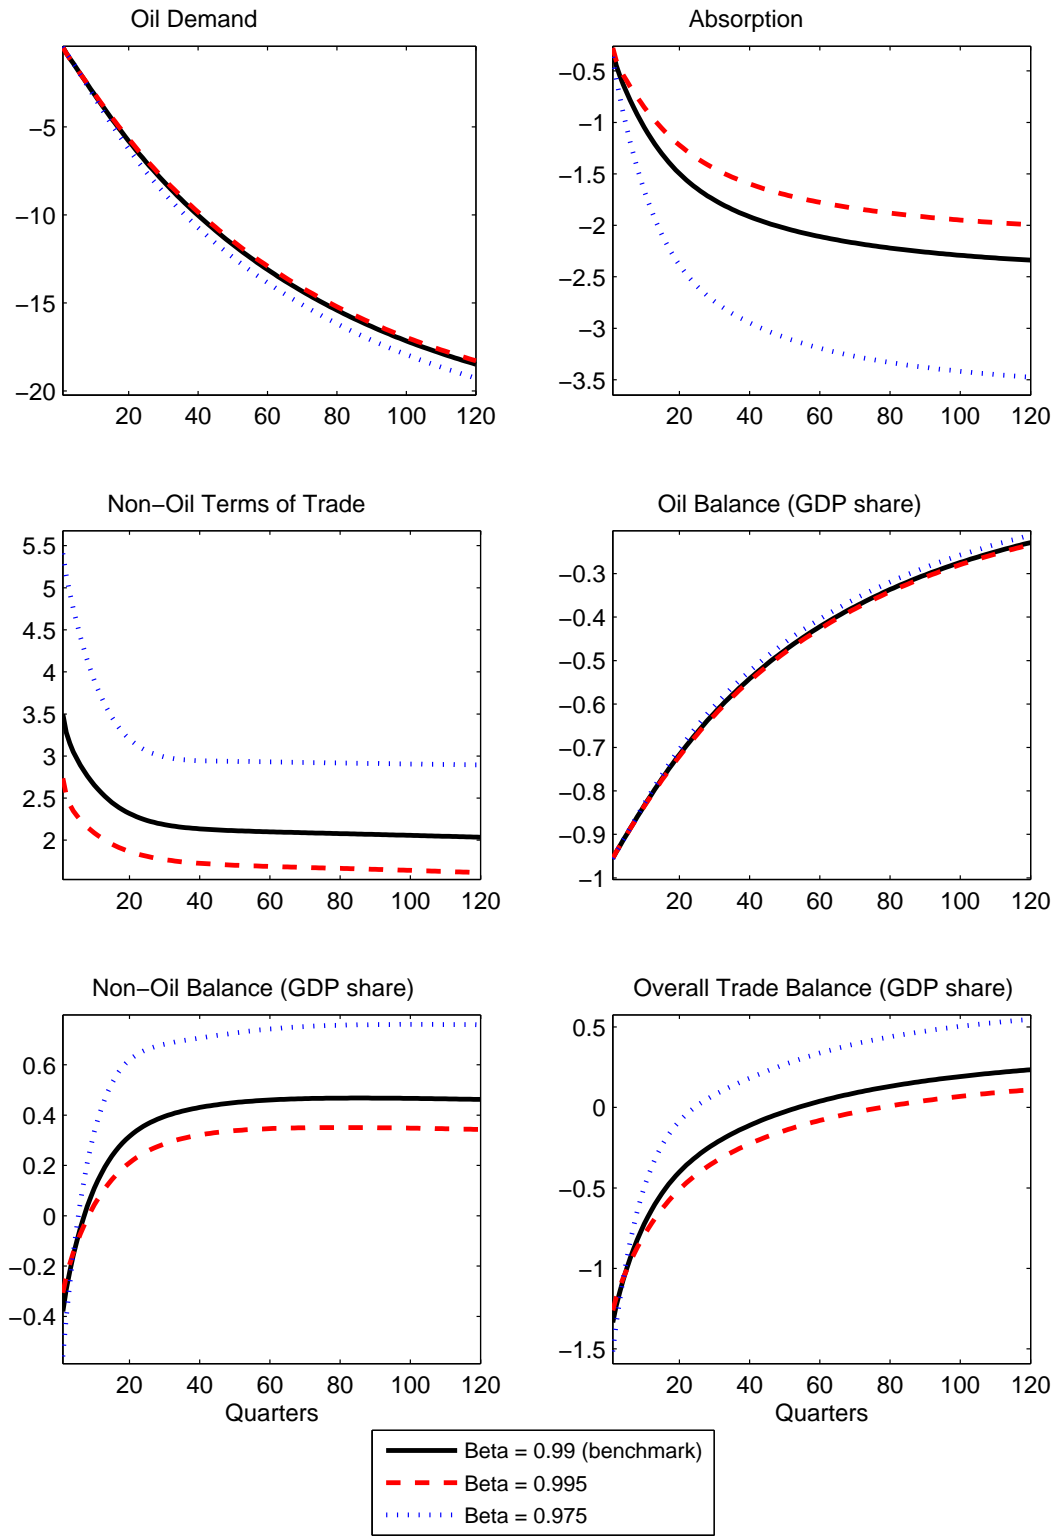 Oil Demand
−5
−10
−15
−20
20 40 60 80 100 120
Absorption
−0.5
−1
−1.5
−2
−2.5
−3
−3.5
20 40 60 80 100 120
Non−Oil Terms of Trade
5.5
5
4.5
4
3.5
3
2.5
2
20 40 60 80 100 120
Oil Balance (GDP share)
−0.3
−0.4
−0.5
−0.6
−0.7
−0.8
−0.9
−1
20 40 60 80 100 120
Non−Oil Balance (GDP share)
0.6
0.4
0.2
0
−0.2
−0.4
20 40 60 80 100 120
Quarters
Overall Trade Balance (GDP share)
0.5
0
−0.5
−1
−1.5
20 40 60 80 100 120
Quarters
Beta = 0.99 (benchmark)
Beta = 0.995
Beta = 0.975